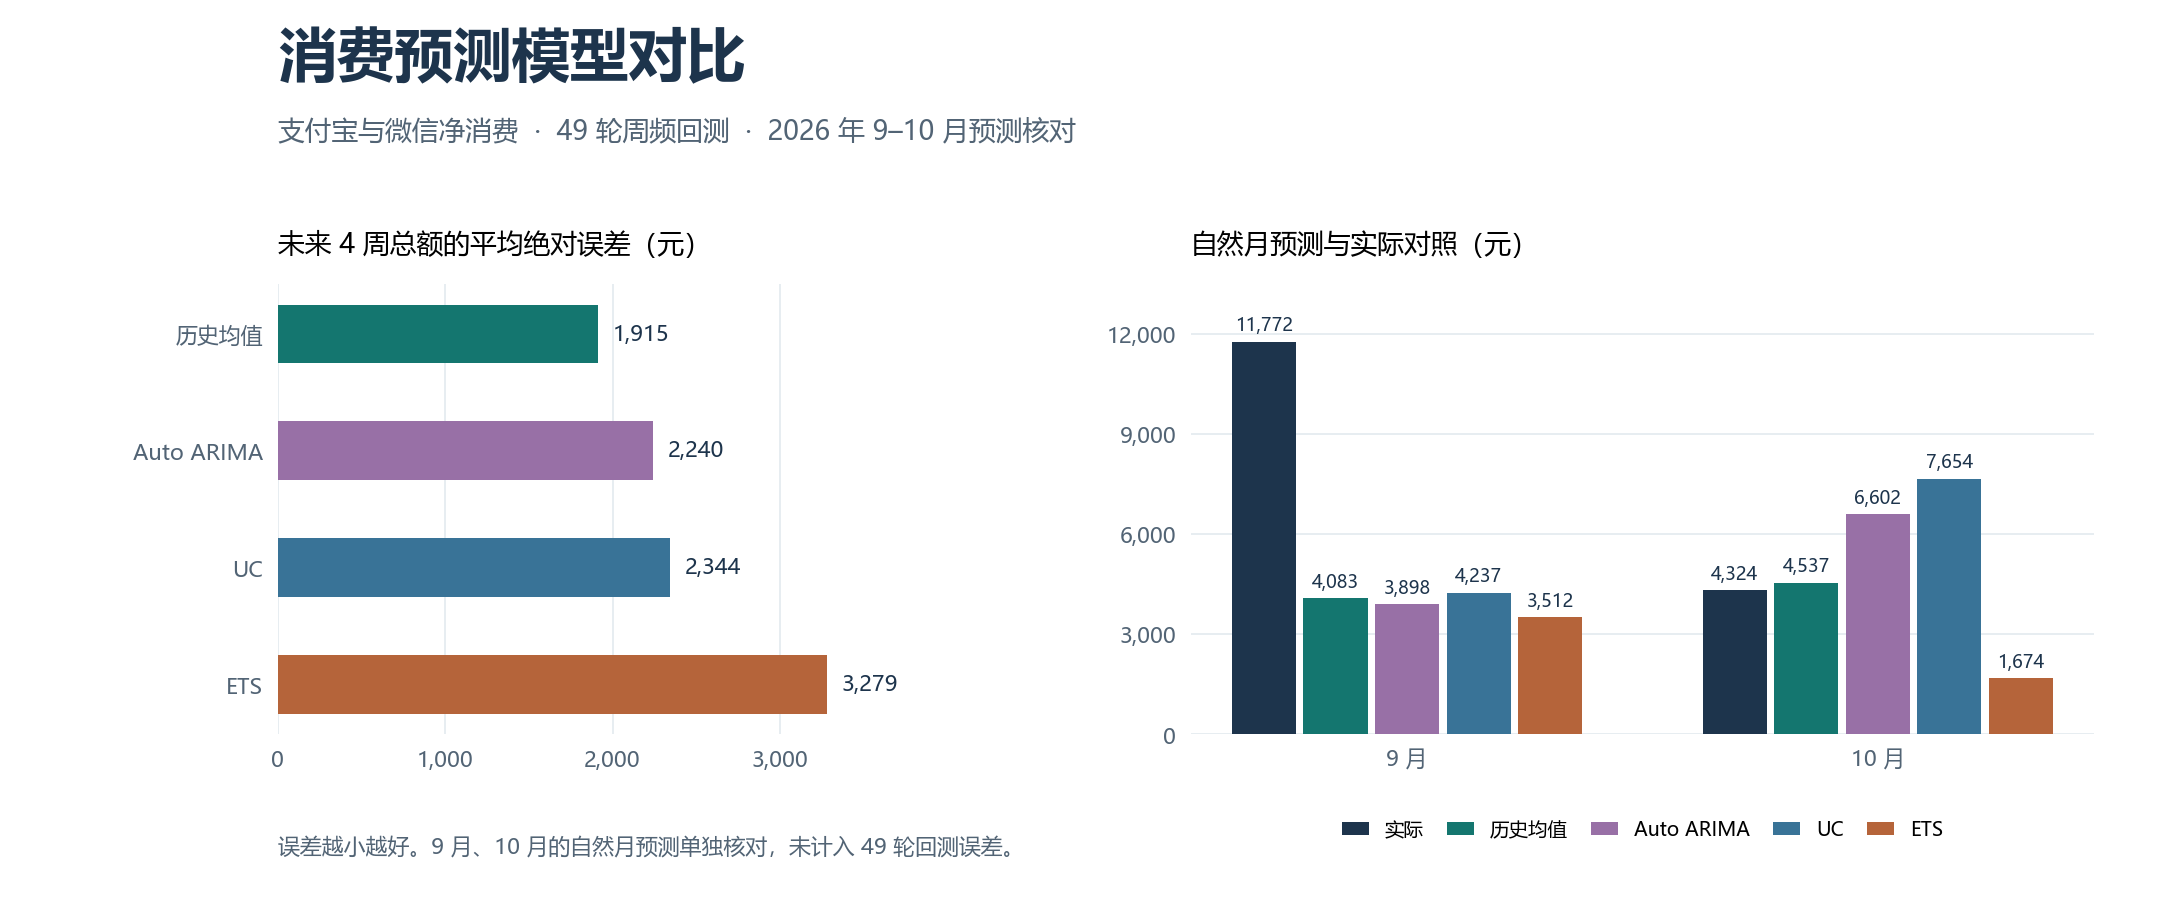 消费预测模型对比
支付宝与微信净消费 · 49 轮周频回测 · 2026 年 9–10 月预测核对
未来 4 周总额的平均绝对误差（元）
历史均值
1,915
Auto ARIMA
2,240
UC
2,344
ETS
3,279
0
1,000
2,000
3,000
误差越小越好。9 月、10 月的自然月预测单独核对，未计入 49 轮回测误差。
自然月预测与实际对照（元）
12,000
9,000
6,000
3,000
0
11,772
4,083
3,898
4,237
3,512
4,324
4,537
6,602
7,654
1,674
9 月
10 月
实际
历史均值
Auto ARIMA
UC
ETS